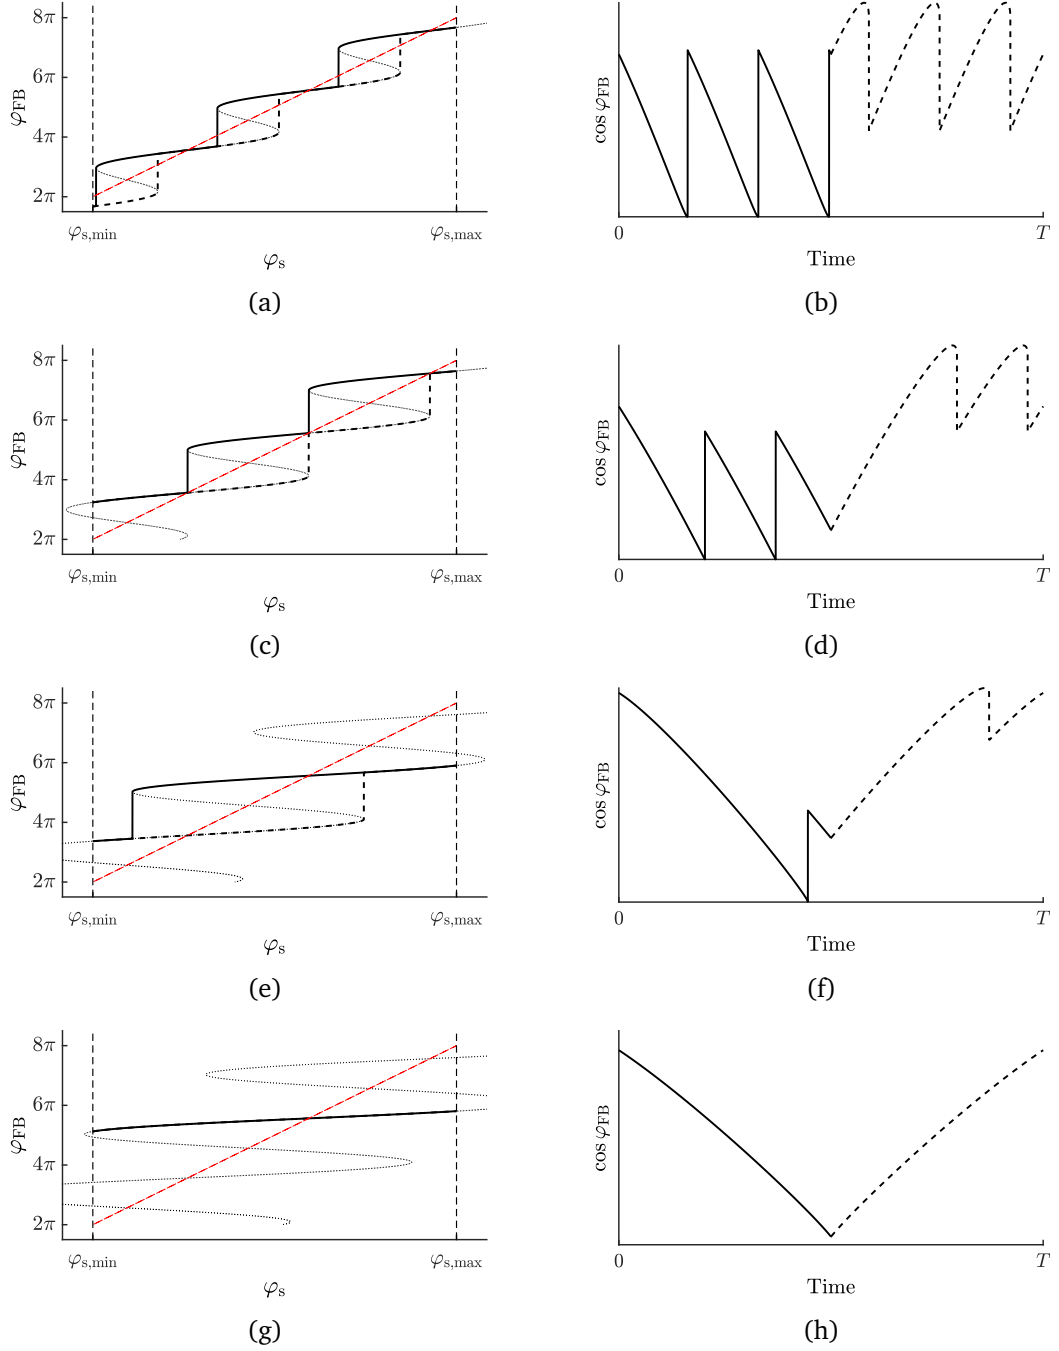 8π
6π
4π
2π
φFB
φs,min
φs,max
φs
(a)
cos φFB
0
T
Time
(b)
8π
6π
4π
2π
φFB
φs,min
φs,max
φs
(c)
cos φFB
0
T
Time
(d)
8π
6π
4π
2π
φFB
φs,min
φs,max
φs
(e)
cos φFB
0
T
Time
(f)
8π
6π
4π
2π
φFB
φs,min
φs,max
φs
(g)
cos φFB
0
T
Time
(h)